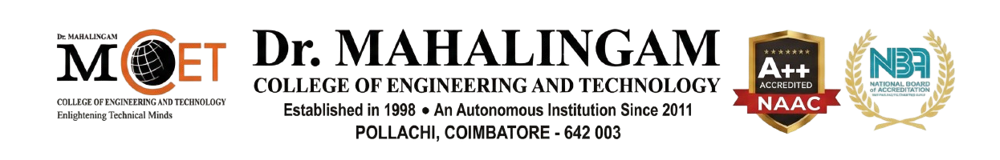 Dr. MAHALINGAM
MCET
COLLEGE OF ENGINEERING AND TECHNOLOGY
Enlightening Technical Minds
Dr. MAHALINGAM
COLLEGE OF ENGINEERING AND TECHNOLOGY
Established in 1998 • An Autonomous Institution Since 2011
POLLACHI, COIMBATORE - 642 003
A++
ACCREDITED
NAAC
NBA
NATIONAL BOARD
of ACCREDITATION